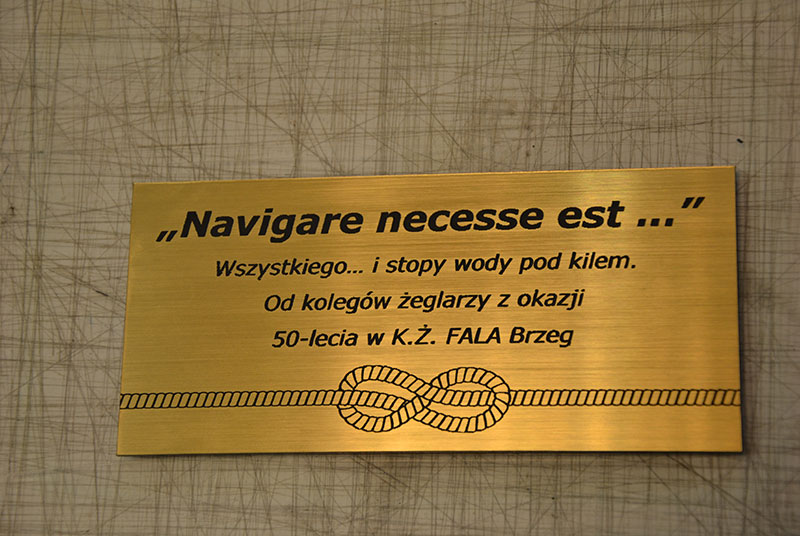 „Navigare necesse est ...”
Wszystkiego... i stopy wody pod kilem.
Od kolegów żeglarzy z okazji
50-lecia w K.Ż. FALA Brzeg